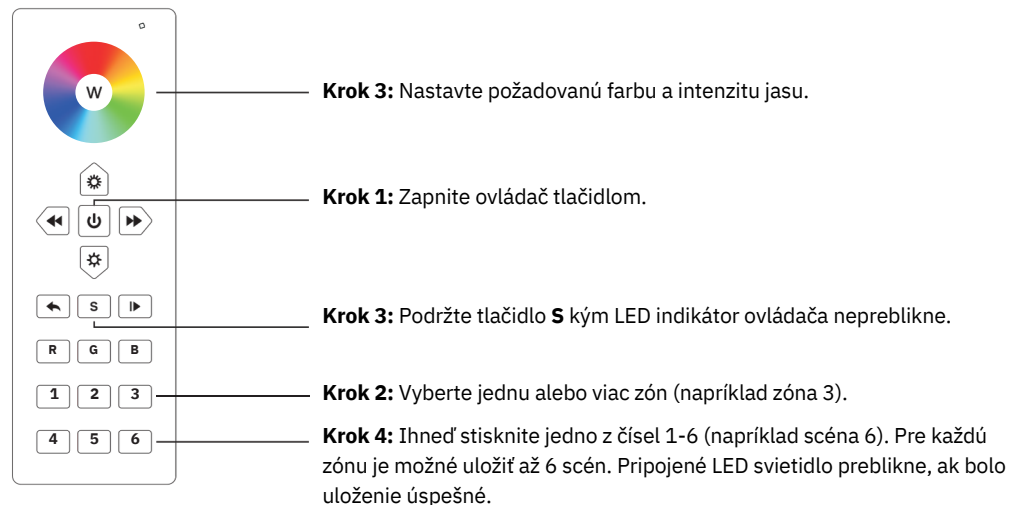 W
Krok 3: Nastavte požadovanú farbu a intenzitu jasu.
Krok 1: Zapnite ovládač tlačidlom.
S
Krok 3: Podržte tlačidlo S kým LED indikátor ovládača nepreblikne.
R G B
1 2 3
Krok 2: Vyberte jednu alebo viac zón (napríklad zóna 3).
4 5 6
Krok 4: Ihneď stisknite jedno z čísel 1-6 (napríklad scéna 6). Pre každú
zónu je možné uložiť až 6 scén. Pripojené LED svietidlo preblikne, ak bolo
uloženie úspešné.